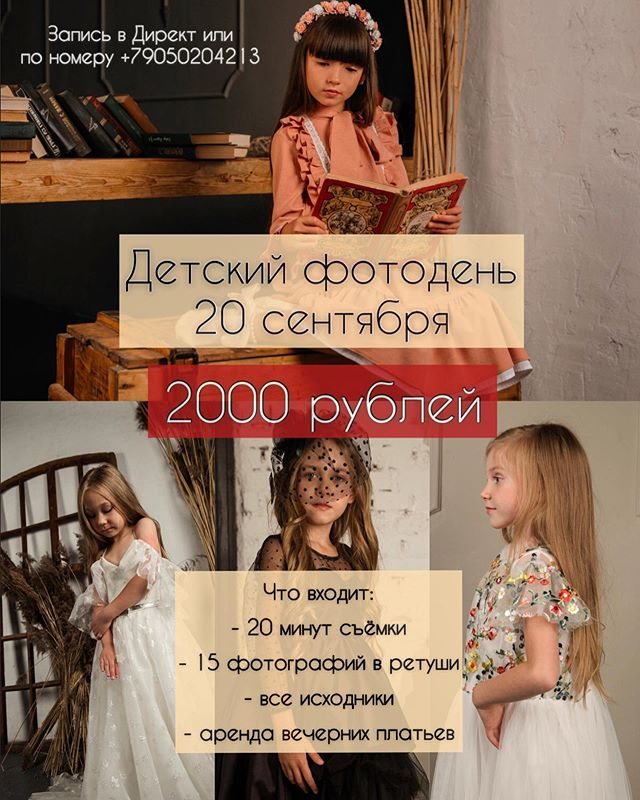 Запись в Директ или
по номеру +79050204213
Детский фотодень
20 сентября
2000 рублей
Что входит:
- 20 минут съёмки
- 15 фотографий в ретуши
- все исходники
- аренда вечерних платьев